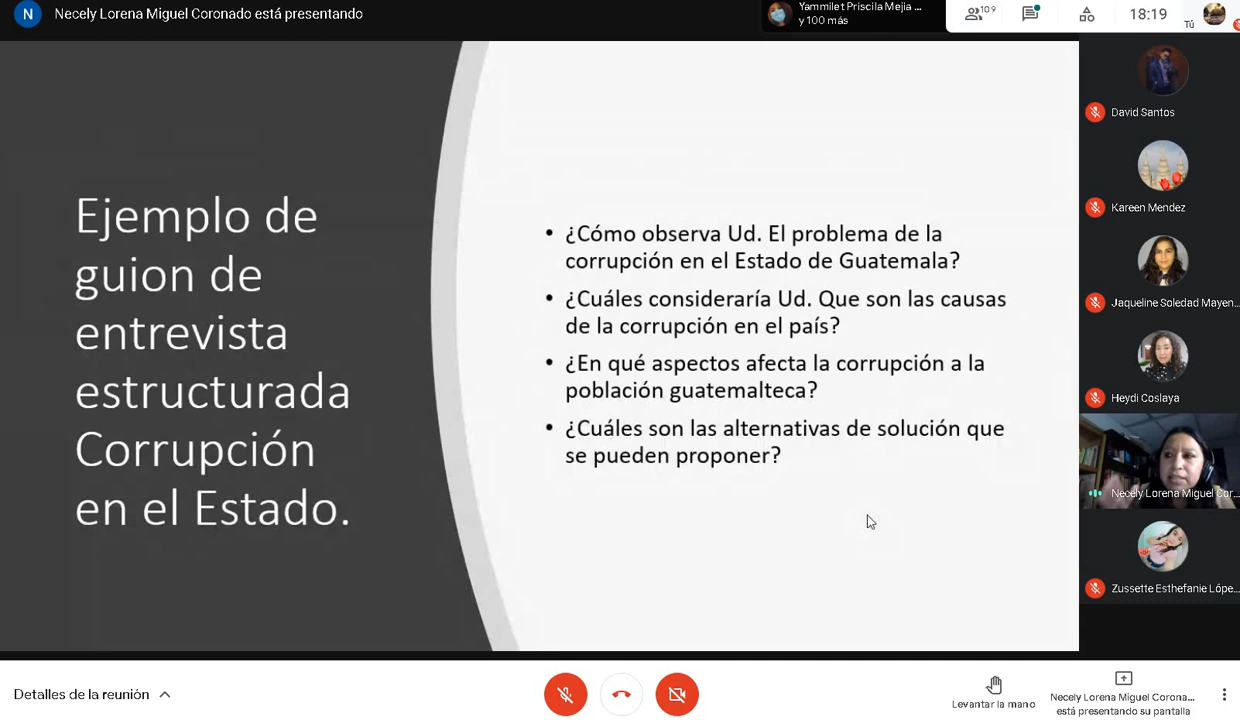 N
Necely Lorena Miguel Coronado está presentando
Yammilet Priscila Mejia ...
y 100 más
109
18:19
Tú
Ejemplo de
guion de
entrevista
estructurada
Corrupción
en el Estado.
• ¿Cómo observa Ud. El problema de la
corrupción en el Estado de Guatemala?
• ¿Cuáles consideraría Ud. Que son las causas
de la corrupción en el país?
• ¿En qué aspectos afecta la corrupción a la
población guatemalteca?
• ¿Cuáles son las alternativas de solución que
se pueden proponer?
David Santos
Kareen Mendez
Jaqueline Soledad Mayen...
Heydi Coslaya
Necely Lorena Miguel Cor...
Zussette Esthefanie Lópe...
Detalles de la reunión
Levantar la mano
Necely Lorena Miguel Corona...
está presentando su pantalla